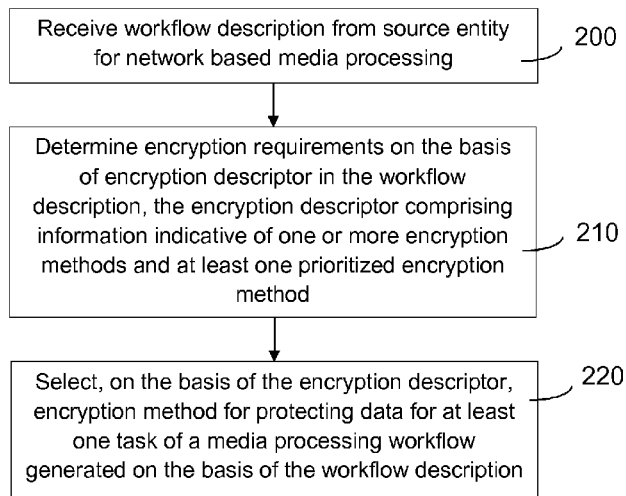 Receive workflow description from source entity
for network based media processing
200
Determine encryption requirements on the basis
of encryption descriptor in the workflow
description, the encryption descriptor comprising
information indicative of one or more encryption
methods and at least one prioritized encryption
method
210
Select, on the basis of the encryption descriptor,
encryption method for protecting data for at least
one task of a media processing workflow
generated on the basis of the workflow description
220